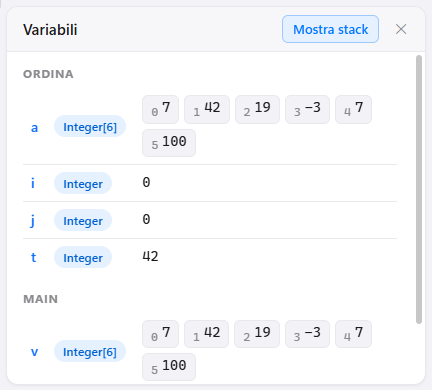 Variabili Mostra stack ×
ORDINA
a Integer[6] 0 7 1 42 2 19 3 −3 4 7
5 100
i Integer 0
j Integer 0
t Integer 42
MAIN
v Integer[6] 0 7 1 42 2 19 3 −3 4 7
5 100